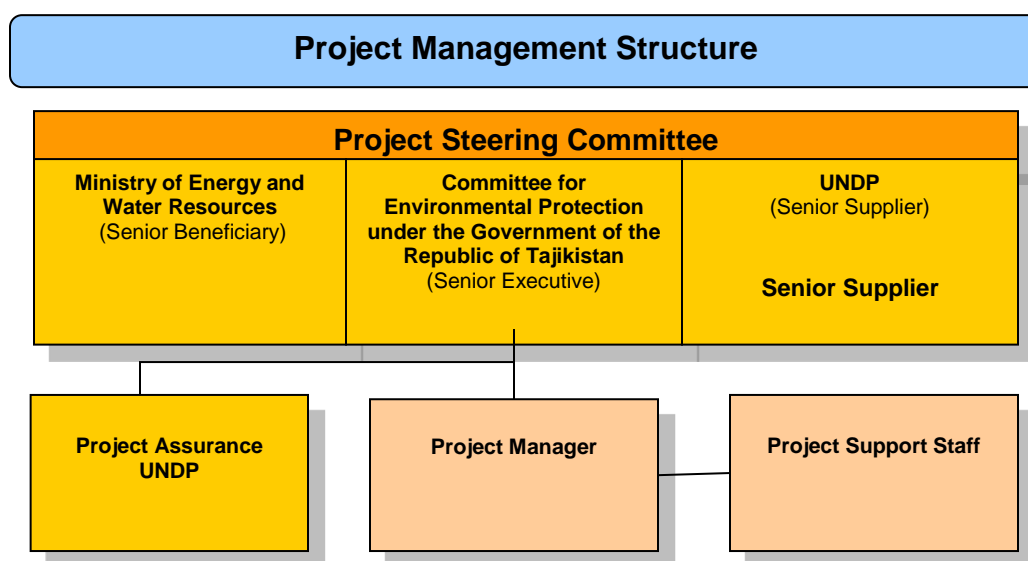 Project Management Structure
Project Steering Committee
Ministry of Energy and
Water Resources
(Senior Beneficiary)
Committee for
Environmental Protection
under the Government of the
Republic of Tajikistan
(Senior Executive)
UNDP
(Senior Supplier)
Senior Supplier
Project Assurance
UNDP
Project Manager
Project Support Staff